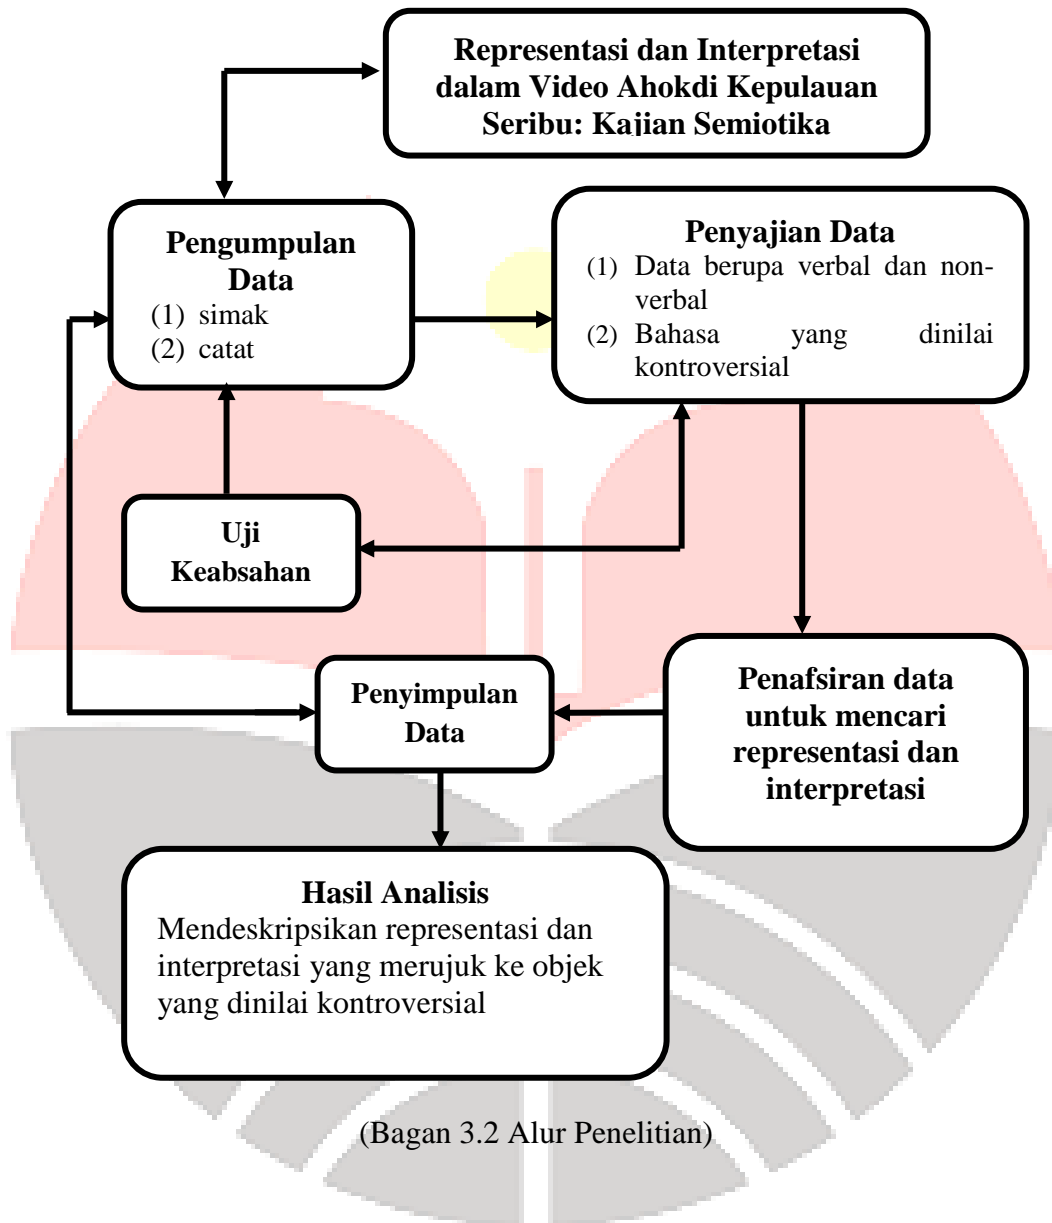 Representasi dan Interpretasi
dalam Video Ahokdi Kepulauan
Seribu: Kajian Semiotika
Pengumpulan
Data
(1) simak
(2) catat
Penyajian Data
(1) Data berupa verbal dan non-
verbal
(2) Bahasa yang dinilai
kontroversial
Uji
Keabsahan
Penyimpulan
Data
Penafsiran data
untuk mencari
representasi dan
interpretasi
Hasil Analisis
Mendeskripsikan representasi dan
interpretasi yang merujuk ke objek
yang dinilai kontroversial
(Bagan 3.2 Alur Penelitian)